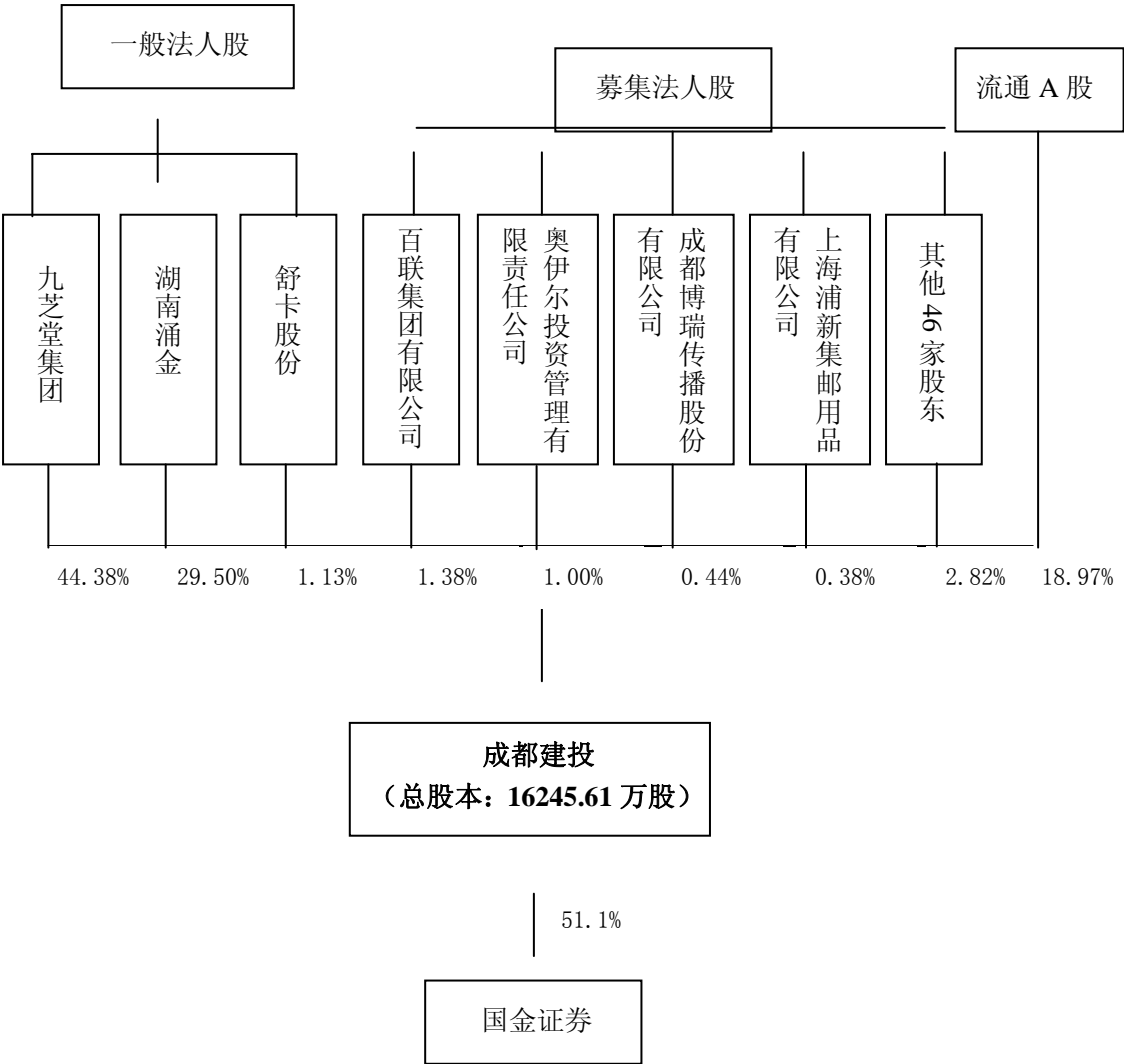 一般法人股
募集法人股
流通 A 股
九芝堂集团
湖南涌金
舒卡股份
百联集团有限公司
奥伊尔投资管理有
限责任公司
成都博瑞传播股份
有限公司
上海浦新集邮用品
有限公司
其他 46 家股东
44.38%
29.50%
1.13%
1.38%
1.00%
0.44%
0.38%
2.82%
18.97%
成都建投
（总股本：16245.61 万股）
51.1%
国金证券